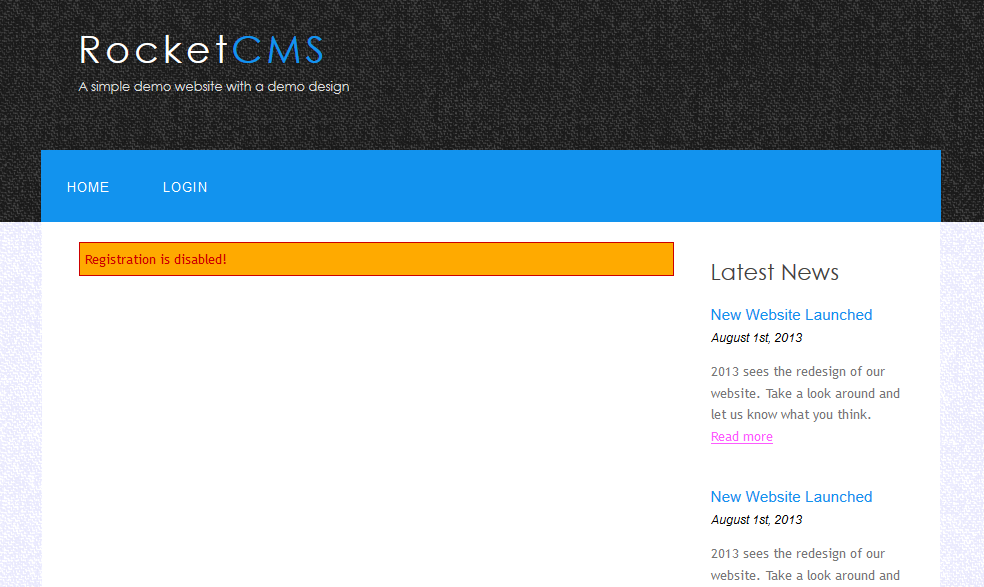 RocketCMS
A simple demo website with a demo design
HOME LOGIN
Registration is disabled!
Latest News
New Website Launched
August 1st, 2013
2013 sees the redesign of our
website. Take a look around and
let us know what you think.
Read more
New Website Launched
August 1st, 2013
2013 sees the redesign of our
website. Take a look around and